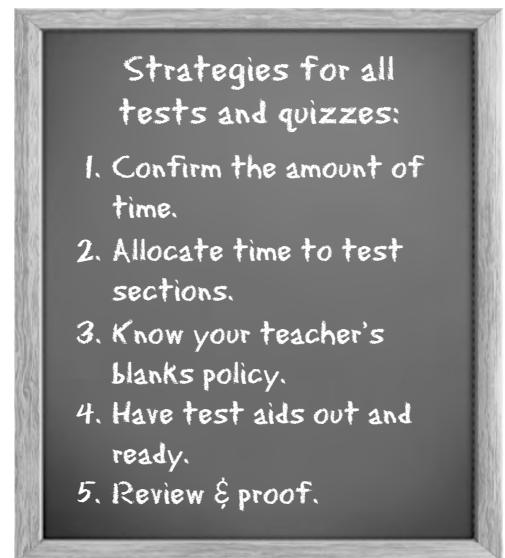 Strategies for all
tests and quizzes:
1. Confirm the amount of
time.
2. Allocate time to test
sections.
3. Know your teacher's
blanks policy.
4. Have test aids out and
ready.
5. Review & proof.